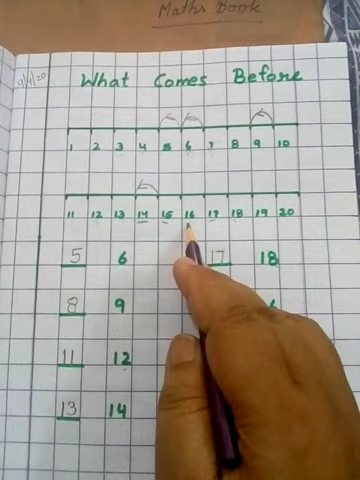 Maths Book
9/4/20
What Comes Before
1 2 3 4 5 6 7 8 9 10
11 12 13 14 15 16 17 18 19 20
5 6 17 18
8 9
11 12
13 14